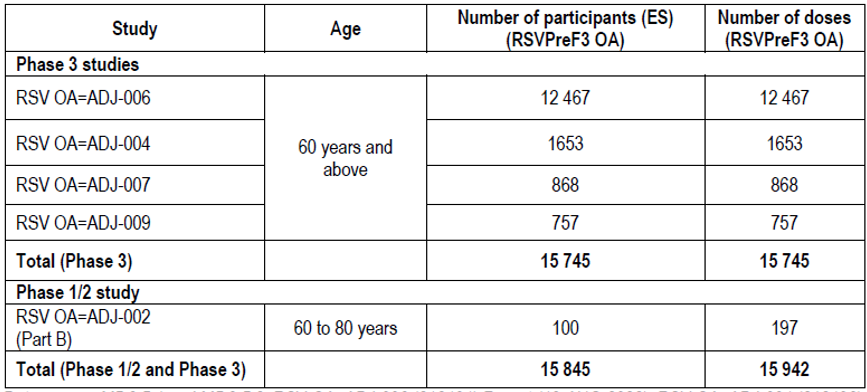 Study Age Number of participants (ES) Number of doses
(RSVPreF3 OA) (RSVPreF3 OA)
Phase 3 studies
RSV OA=ADJ-006 12 467 12 467
RSV OA=ADJ-004 1653 1653
60 years and
above
RSV OA=ADJ-007 868 868
RSV OA=ADJ-009 757 757
Total (Phase 3) 15 745 15 745
Phase 1/2 study
RSV OA=ADJ-002
(Part B) 60 to 80 years 100 197
Total (Phase 1/2 and Phase 3) 15 845 15 942